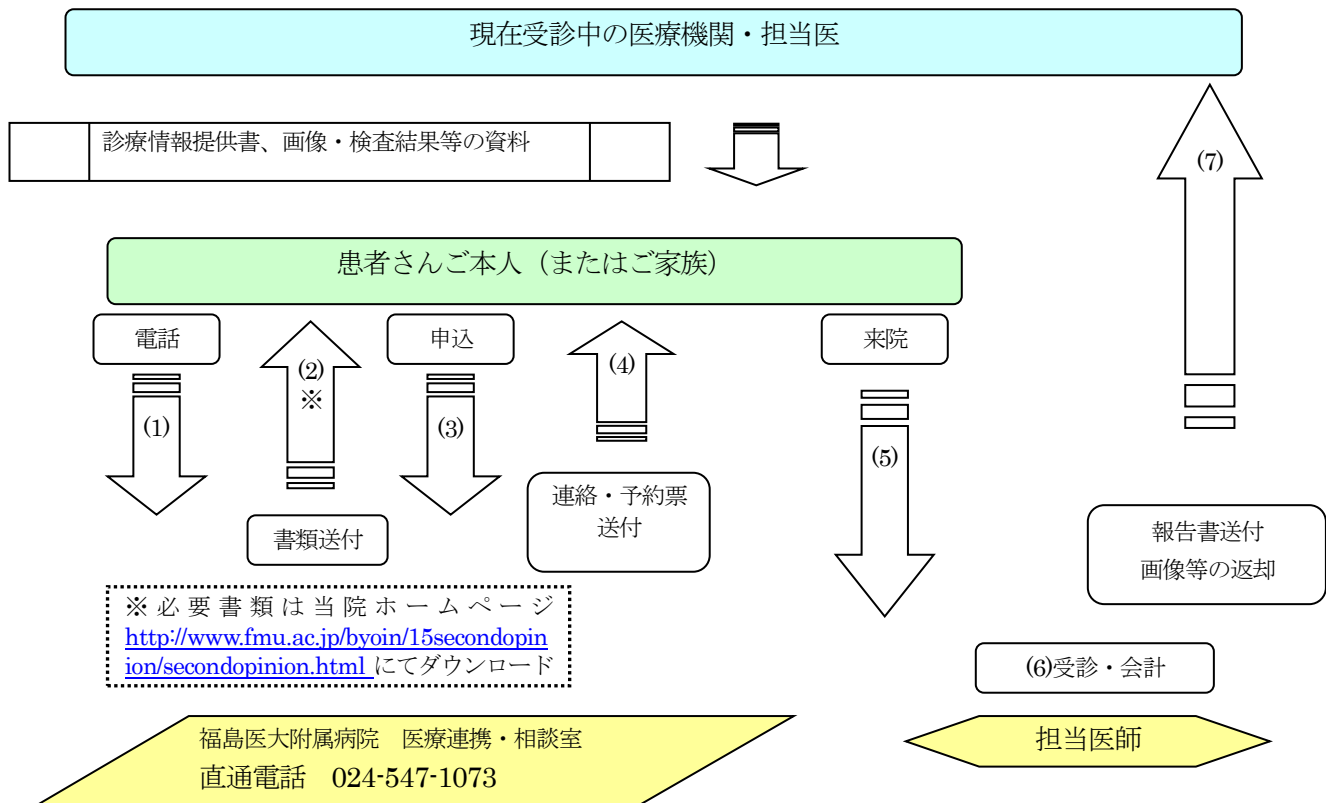 現在受診中の医療機関・担当医
診療情報提供書、画像・検査結果等の資料
(7)
患者さんご本人（またはご家族）
電話
(2)
※
申込
(4)
来院
(1)
(3)
(5)
書類送付
連絡・予約票
送付
報告書送付
画像等の返却
※必要書類は当院ホームページ
http://www.fmu.ac.jp/byoin/15secondopin
ion/secondopinion.html にてダウンロード
(6)受診・会計
福島医大附属病院　医療連携・相談室
直通電話　024-547-1073
担当医師